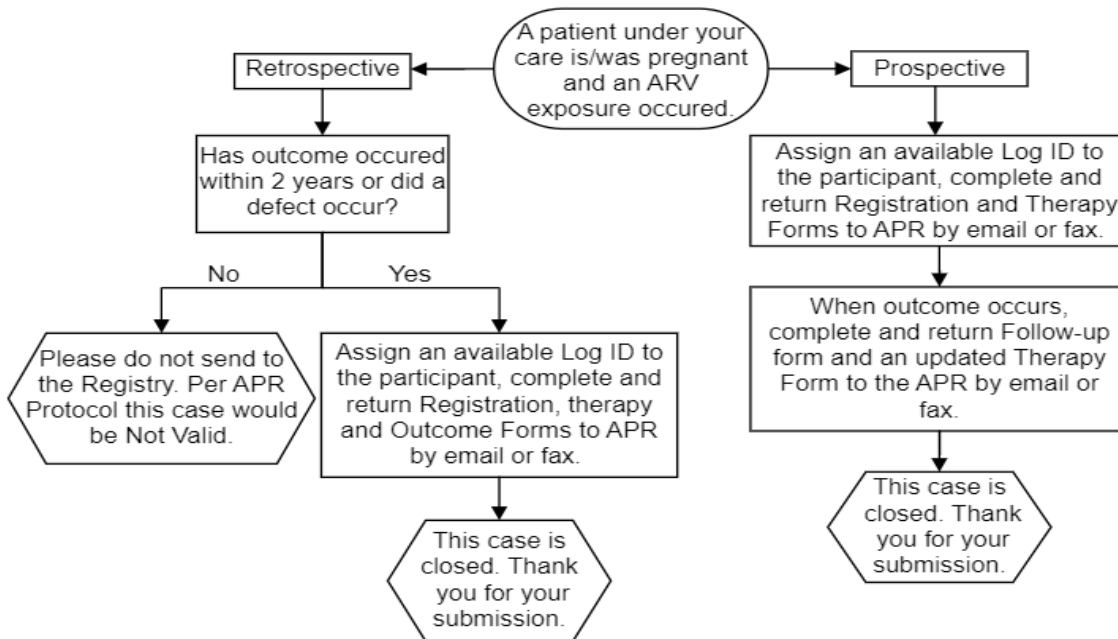 A patient under your
care is/was pregnant
and an ARV
exposure occured.
Retrospective
Prospective
Has outcome occured
within 2 years or did a
defect occur?
No
Yes
Please do not send to
the Registry. Per APR
Protocol this case would
be Not Valid.
Assign an available Log ID to
the participant, complete and
return Registration, therapy
and Outcome Forms to APR
by email or fax.
This case is
closed. Thank
you for your
submission.
Assign an available Log ID to
the participant, complete and
return Registration and Therapy
Forms to APR by email or fax.
When outcome occurs,
complete and return Follow-up
form and an updated Therapy
Form to the APR by email or
fax.
This case is
closed. Thank
you for your
submission.